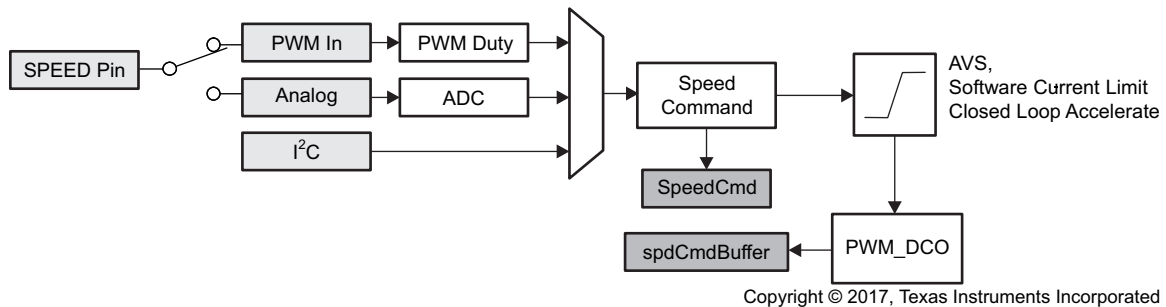 SPEED Pin
PWM In
PWM Duty
Analog
ADC
I²C
Speed
Command
SpeedCmd
AVS,
Software Current Limit
Closed Loop Accelerate
spdCmdBuffer
PWM_DCO
Copyright © 2017, Texas Instruments Incorporated